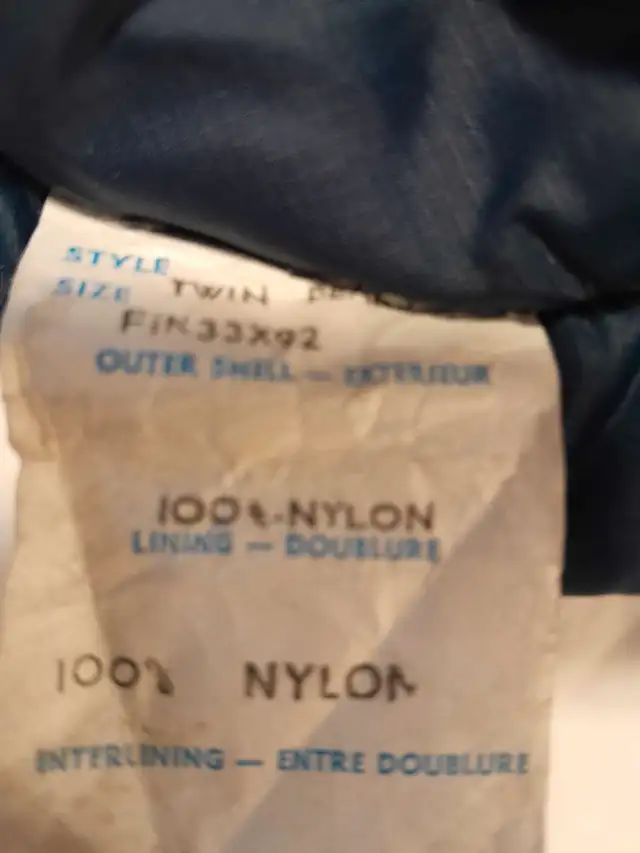 STYLE
SIZE TWIN
FIN 33X92
OUTER SHELL — EXTERIEUR
100%-NYLON
LINING — DOUBLURE
100% NYLON
INTERLINING — ENTRE DOUBLURE